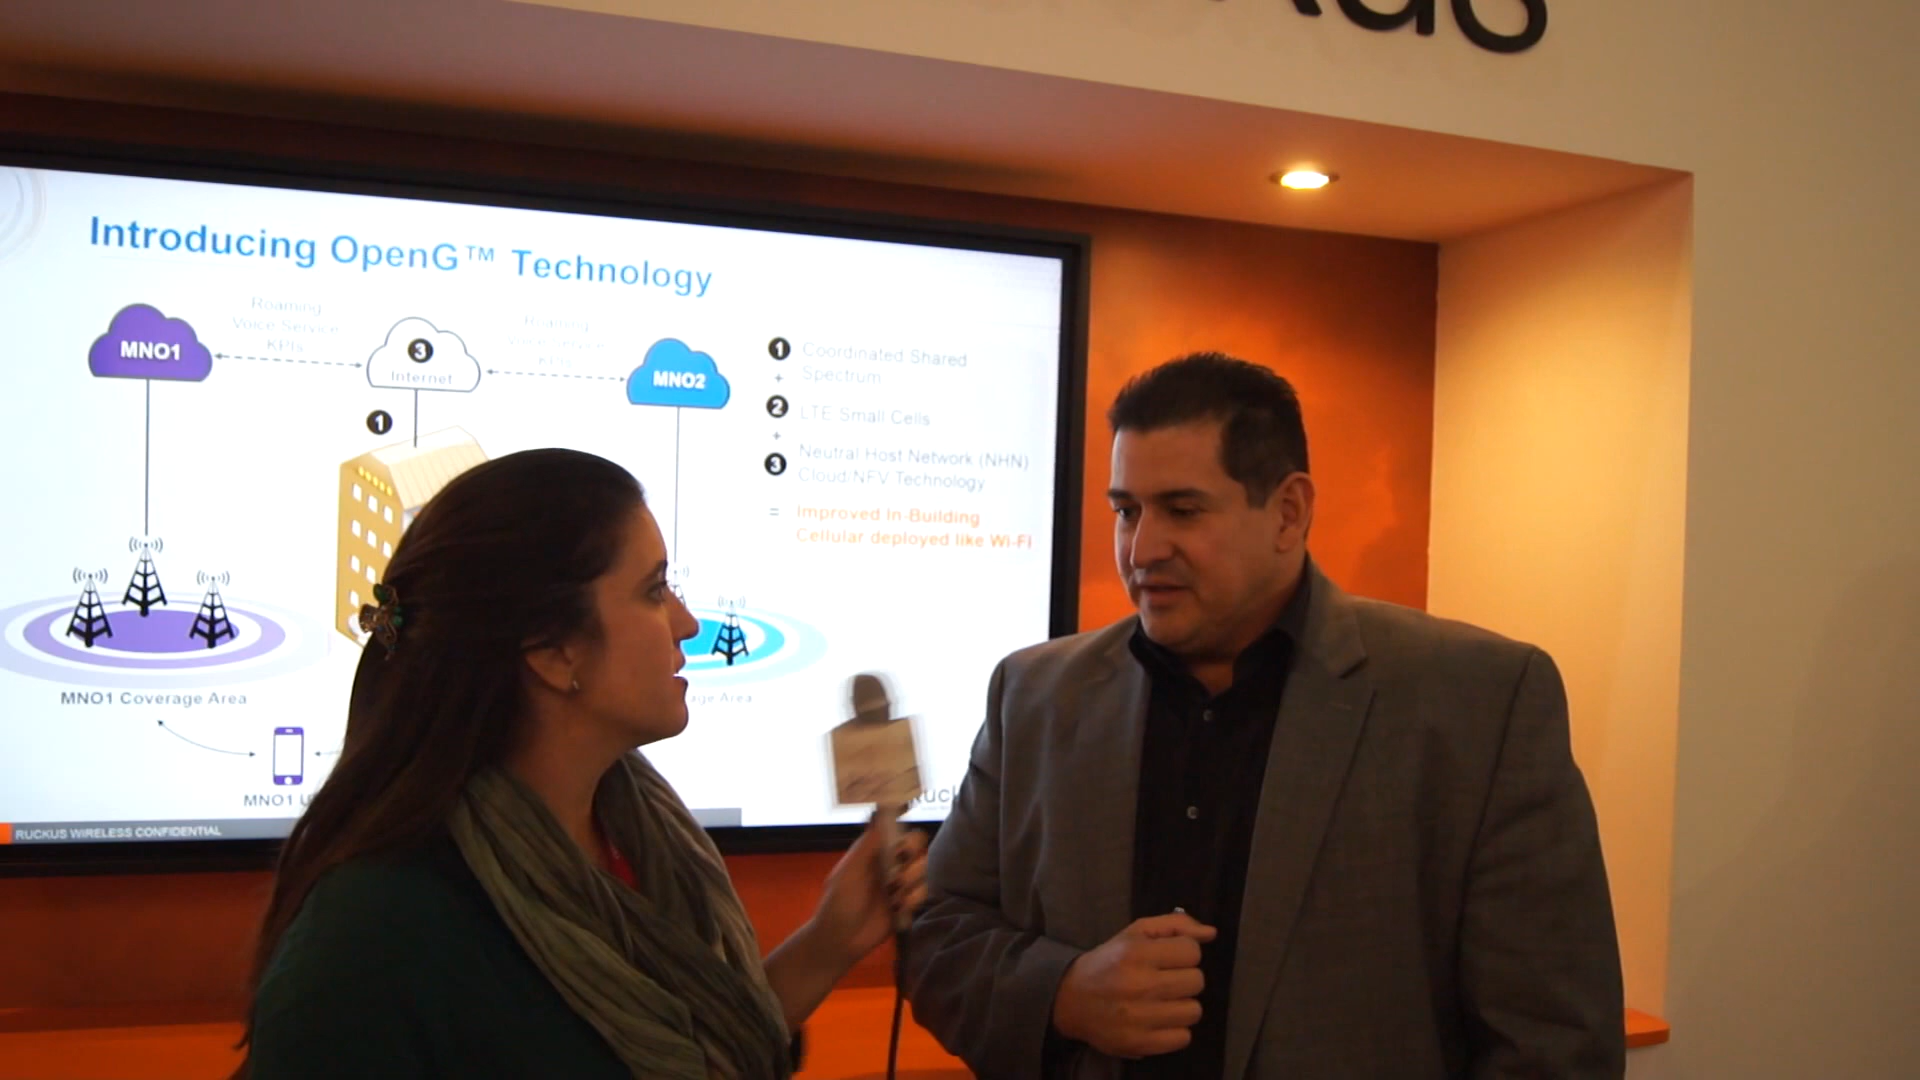 Introducing OpenG™ Technology
MNO1
Roaming
Voice Service
KPIs
3
Internet
Roaming
Voice Service
KPIs
MNO2
1
1 Coordinated Shared
Spectrum
+
2 LTE Small Cells
+
3 Neutral Host Network (NHN)
Cloud/NFV Technology
= Improved In-Building
Cellular deployed like Wi-Fi
MNO1 Coverage Area
Area
MNO1
RUCKUS WIRELESS CONFIDENTIAL